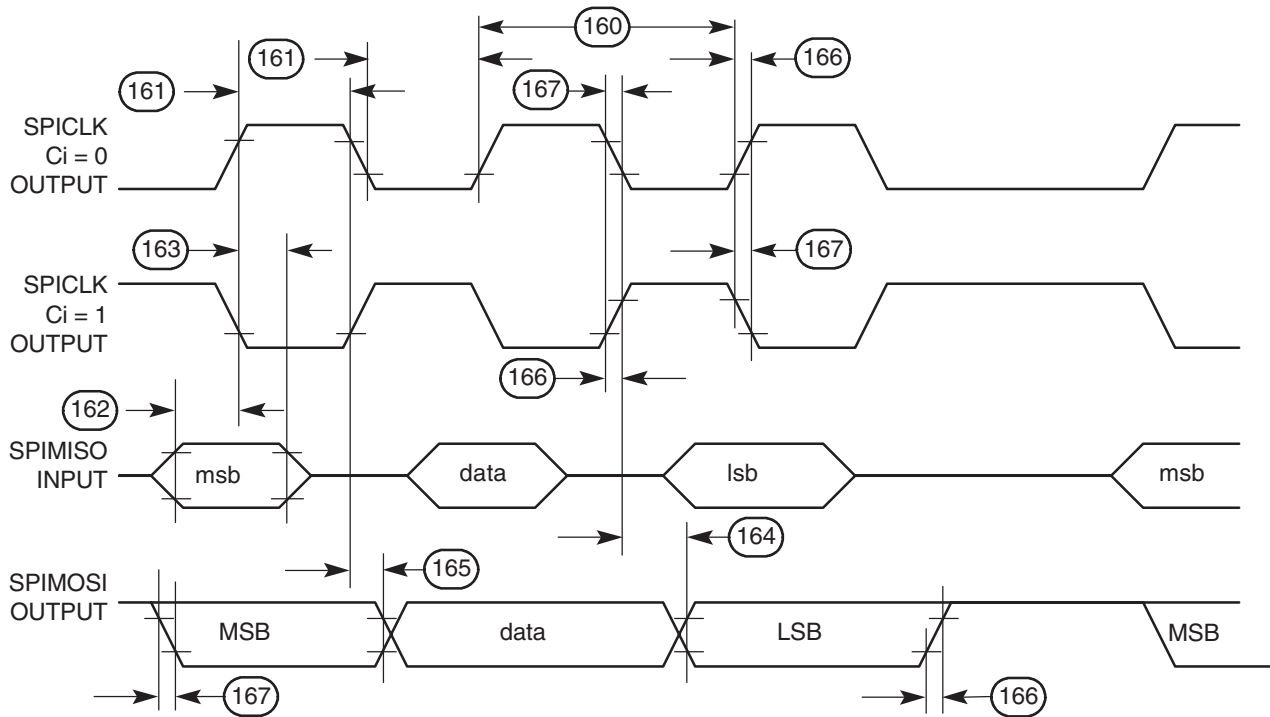 160
161
166
161
167
SPICLK
Ci = 0
OUTPUT
163
167
SPICLK
Ci = 1
OUTPUT
166
162
SPIMISO
INPUT
msb
data
lsb
msb
164
165
SPIMOSI
OUTPUT
MSB
data
LSB
MSB
167
166